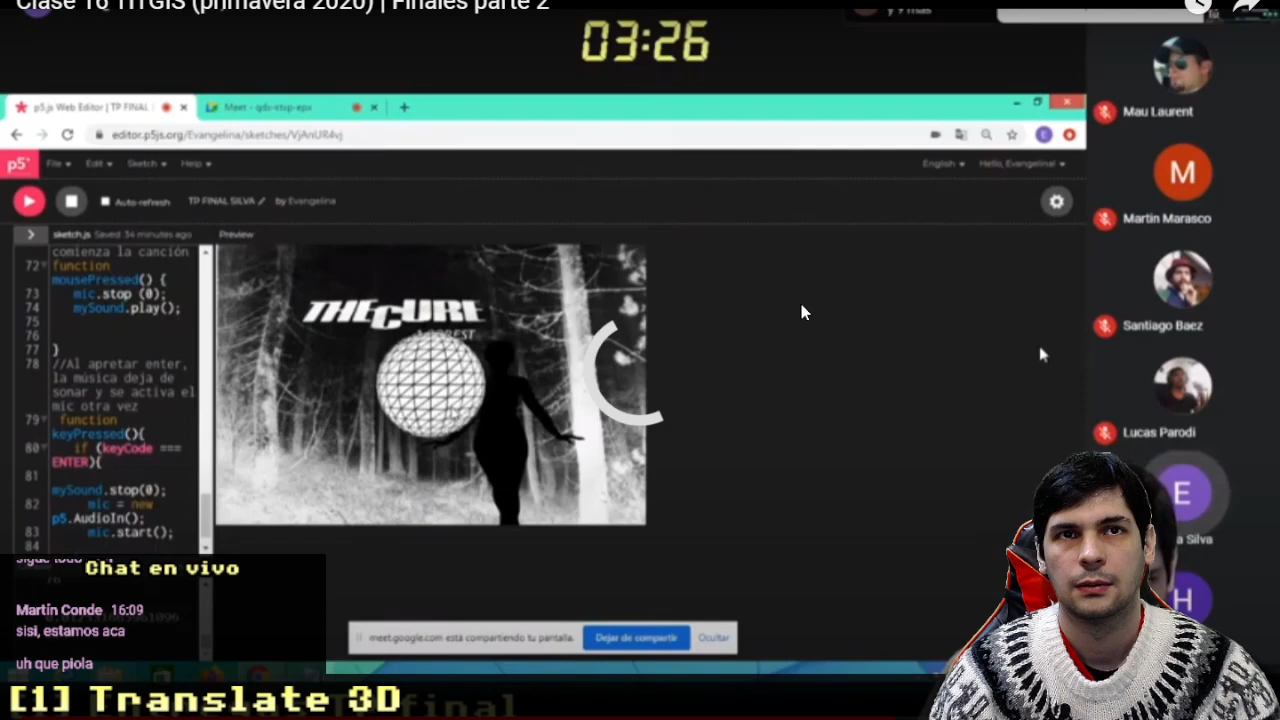 Clase 16 TITGIS (primavera 2020) | Finales parte 2
y 9 más
03:26
p5.js Web Editor | TP FINAL
Meet - qdv-ktvp-epx
editor.p5js.org/Evangelina/sketches/VjAnUR4vj
p5*
File
Edit
Sketch
Help
English
Hello, Evangelina!
Auto-refresh
TP FINAL SILVA
by Evangelina
sketch.js Saved: 34 minutes ago
Preview
comienza la canción
72 function
mousePressed() {
73 mic.stop (0);
74 mySound.play();
75
76
77 }
78 //Al apretar enter,
la música deja de
sonar y se activa el
mic otra vez
79 function
keyPressed(){
80 if (keyCode ===
ENTER){
81
mySound.stop(0);
82 mic = new
p5.AudioIn();
83 mic.start();
84
THE CURE
A FOREST
Mau Laurent
M
Martin Marasco
Santiago Baez
Lucas Parodi
E
Silva
H
Chat en vivo
Martín Conde 16:09
sisi, estamos aca
uh que piola
meet.google.com está compartiendo tu pantalla.
Dejar de compartir
Ocultar
[1] Translate 3D
final